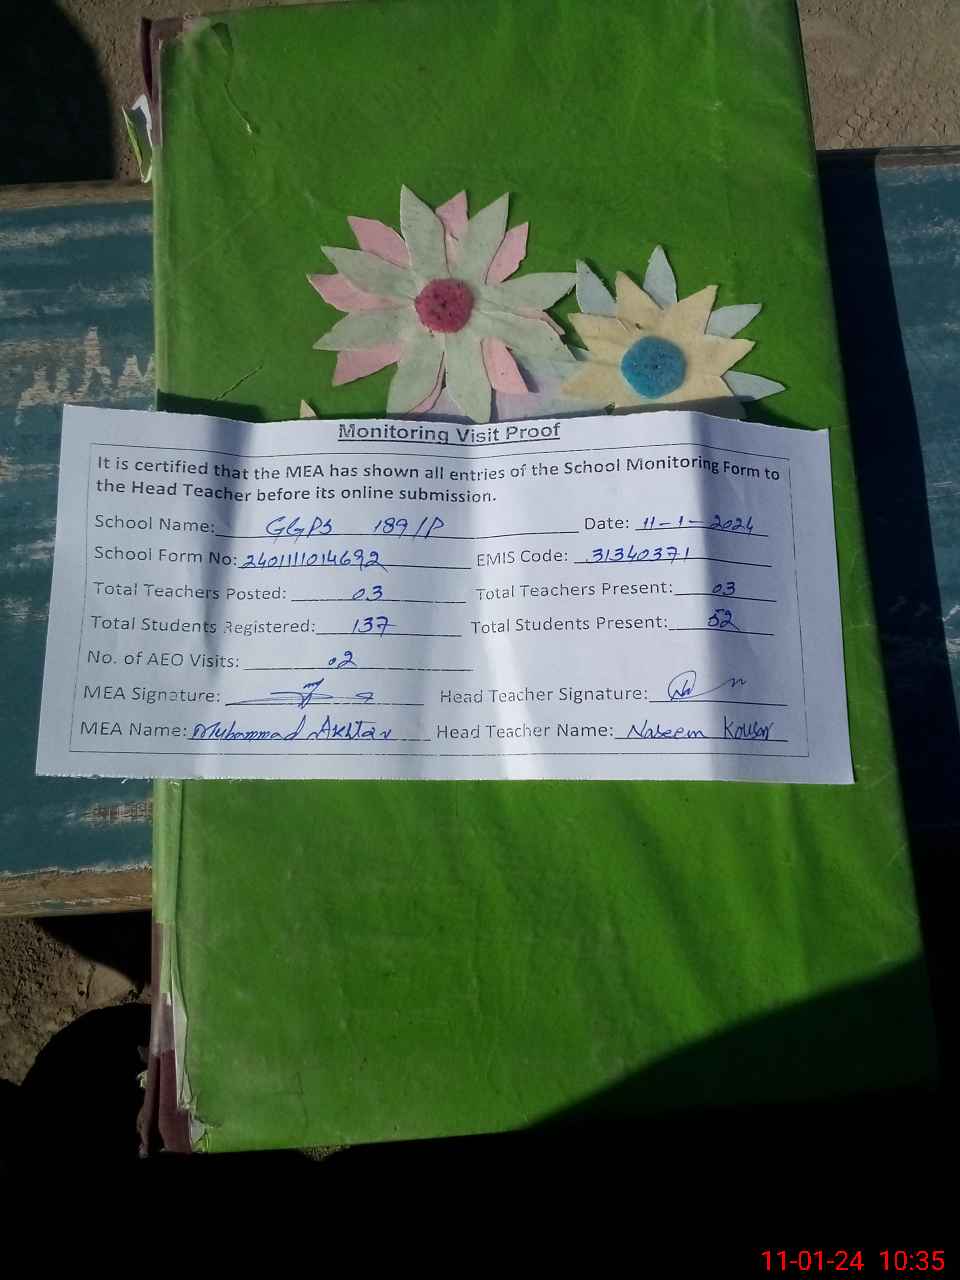 Monitoring Visit Proof
It is certified that the MEA has shown all entries of the School Monitoring Form to
the Head Teacher before its online submission.
School Name: GGPS 189/P Date: 11-1-2024
School Form No: 2401111014692 EMIS Code: 31340371
Total Teachers Posted: 03 Total Teachers Present: 03
Total Students Registered: 137 Total Students Present: 52
No. of AEO Visits: 02
MEA Signature: Head Teacher Signature:
MEA Name: Muhammad Akhtar Head Teacher Name: Naseem Kousar
11-01-24 10:35